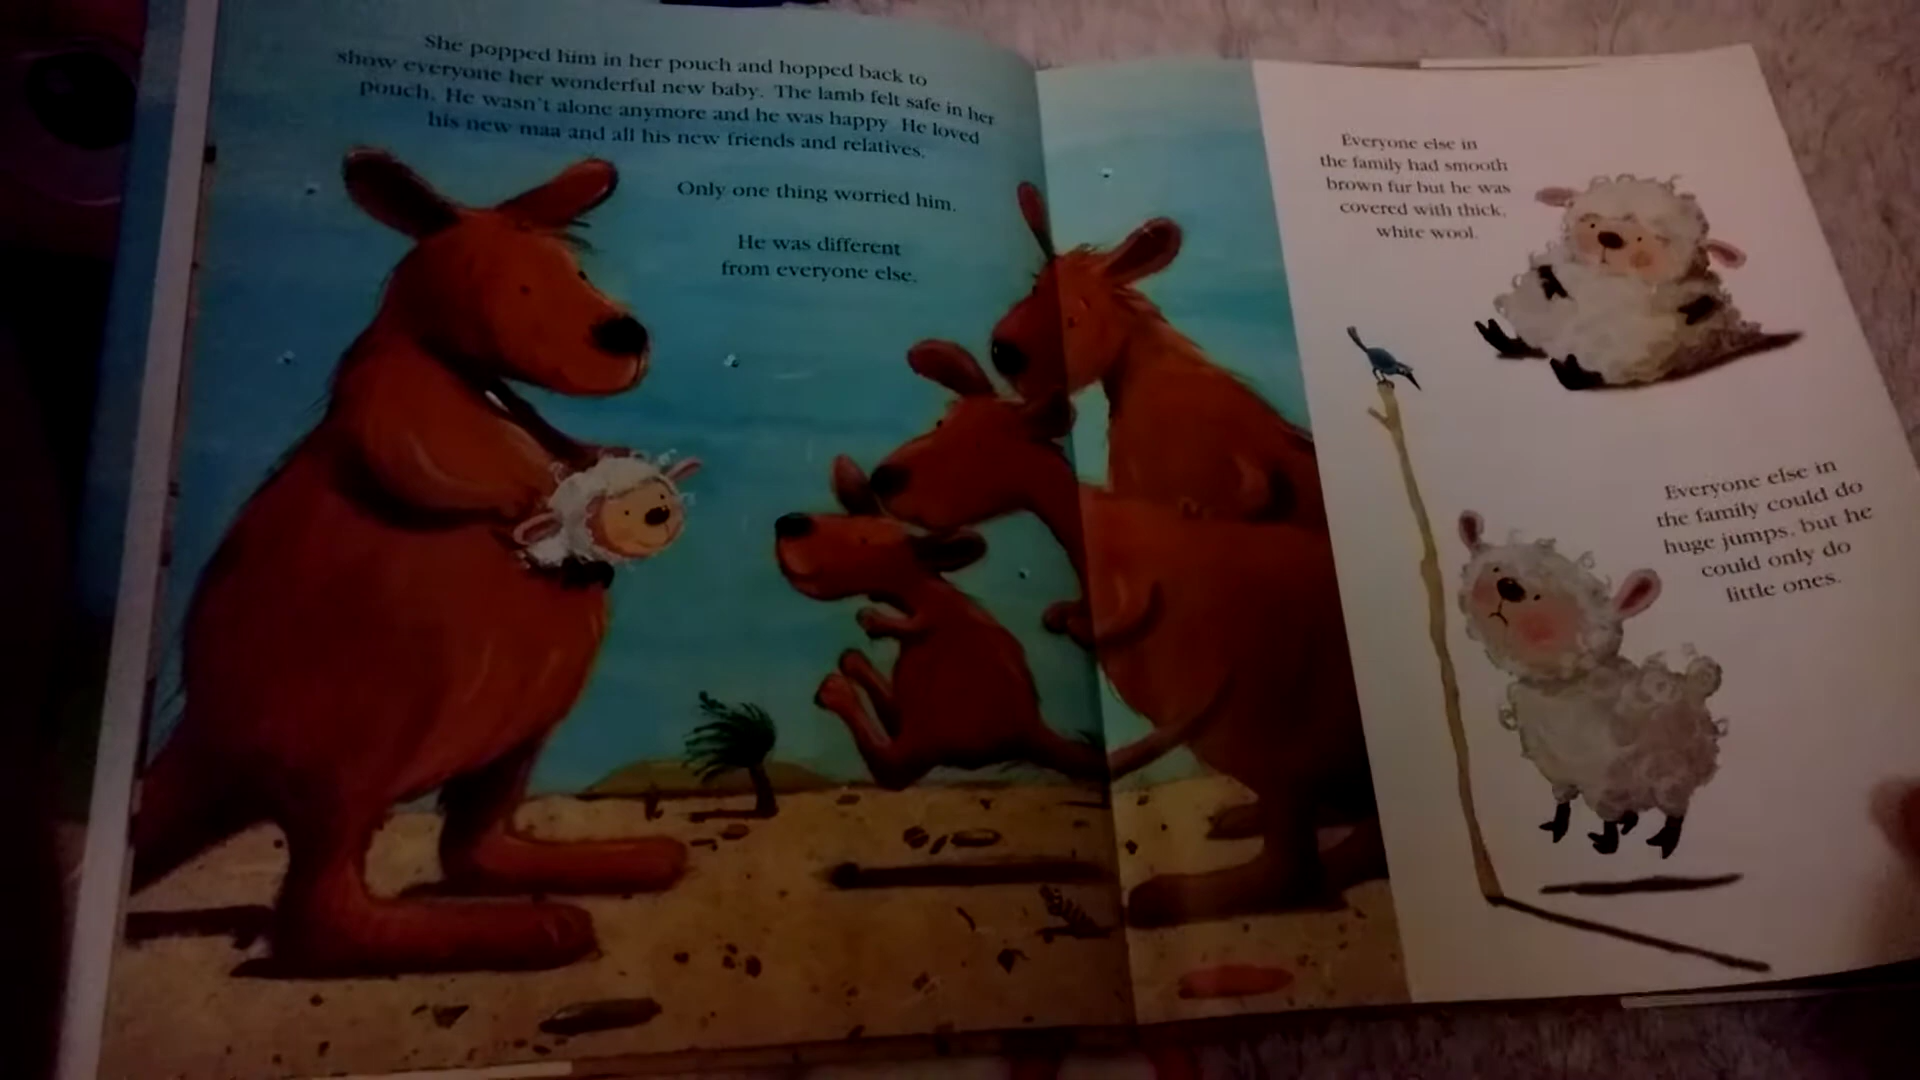 She popped him in her pouch and hopped back to
show everyone her wonderful new baby. The lamb felt safe in her
pouch. He wasn't alone anymore and he was happy. He loved
his new maa and all his new friends and relatives.
Only one thing worried him.
He was different
from everyone else.
Everyone else in
the family had smooth
brown fur but he was
covered with thick,
white wool.
Everyone else in
the family could do
huge jumps, but he
could only do
little ones.